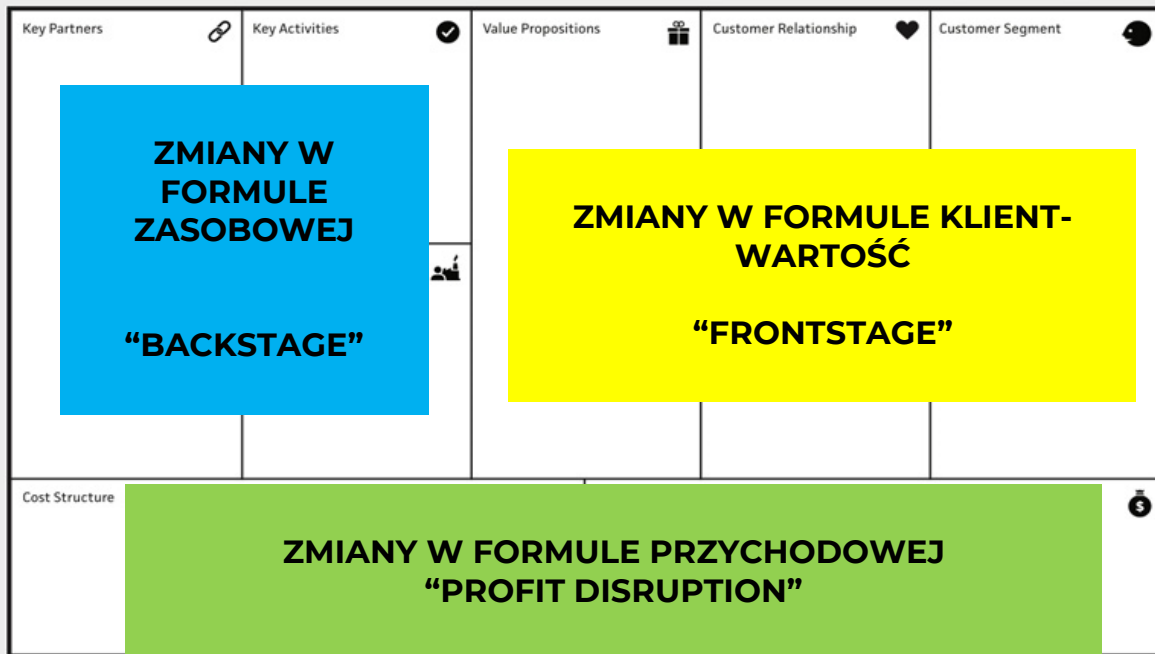 Key Partners
Key Activities
Value Propositions
Customer Relationship
Customer Segment
ZMIANY W
FORMULE
ZASOBOWEJ
“BACKSTAGE”
ZMIANY W FORMULE KLIENT-
WARTOŚĆ
“FRONTSTAGE”
Cost Structure
ZMIANY W FORMULE PRZYCHODOWEJ
“PROFIT DISRUPTION”